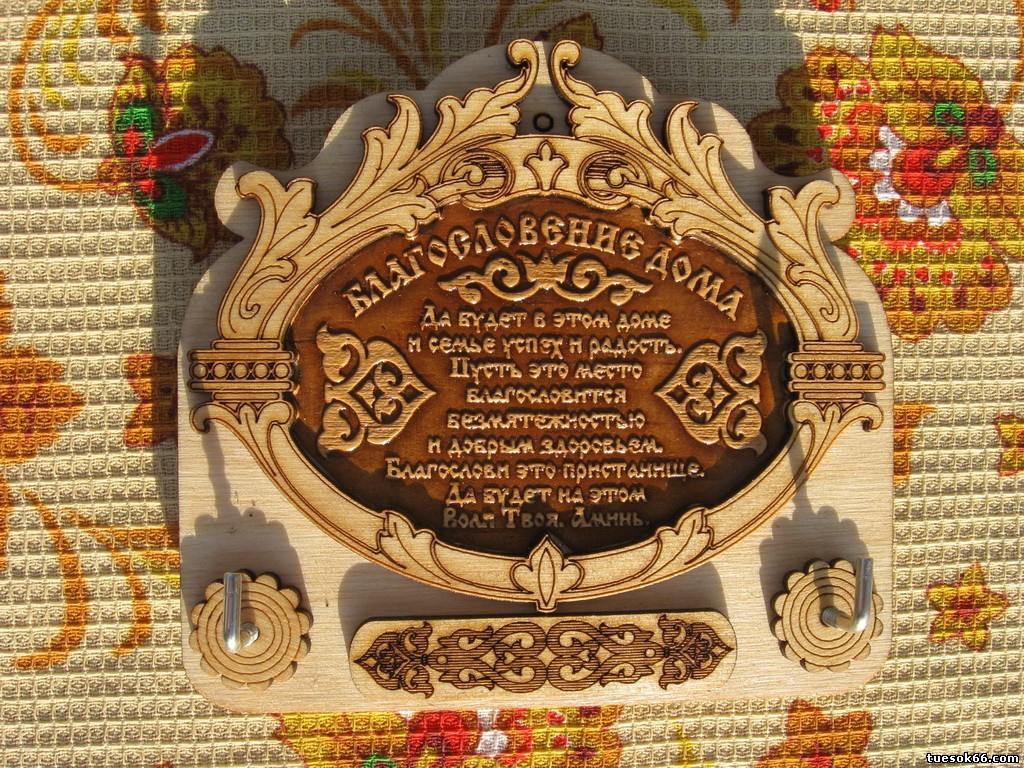 Благословение дома
Да будет в этом доме
и семье успех и радость.
Пусть это место
благословится
безмятежностью
и добрым здоровьем.
Благослови это пристанище.
Да будет на этом
Воля Твоя. Аминь.
tuesok66.com